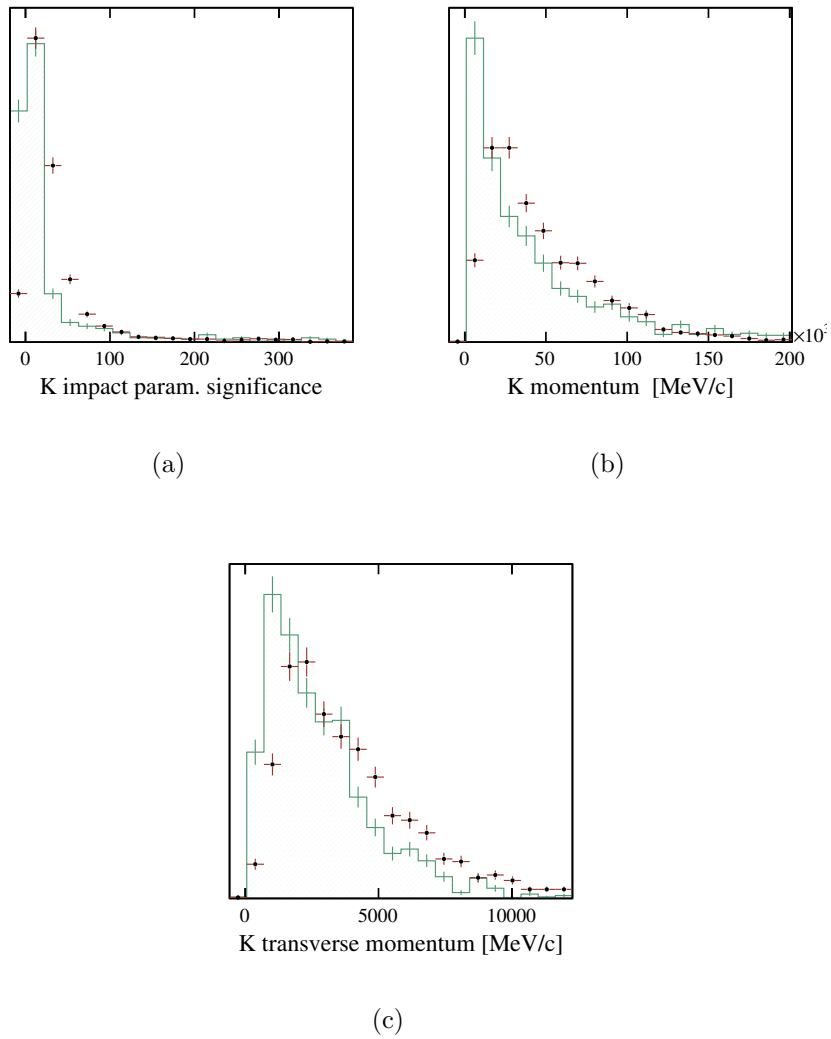 0 100 200 300
K impact param. significance
(a)
0 50 100 150 200 ×10³
K momentum [MeV/c]
(b)
0 5000 10000
K transverse momentum [MeV/c]
(c)